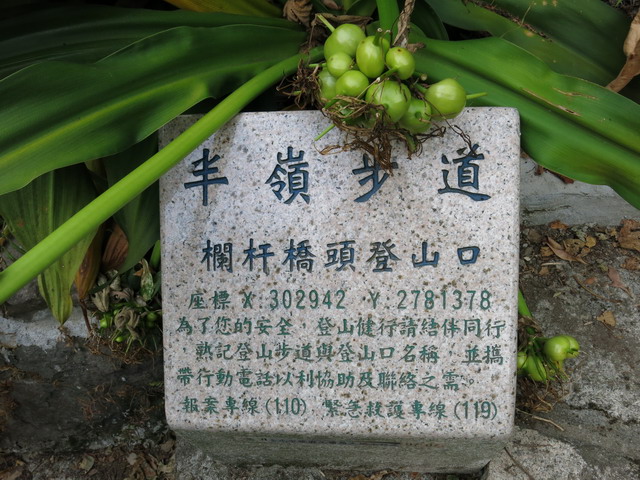 半嶺步道
欄杆橋頭登山口
座標 X:302942 Y:2781378
為了您的安全，登山健行請結伴同行
熟記登山步道與登山口名稱，並攜
帶行動電話以利協助及聯絡之需。
報案專線(110) 緊急救護專線(119)